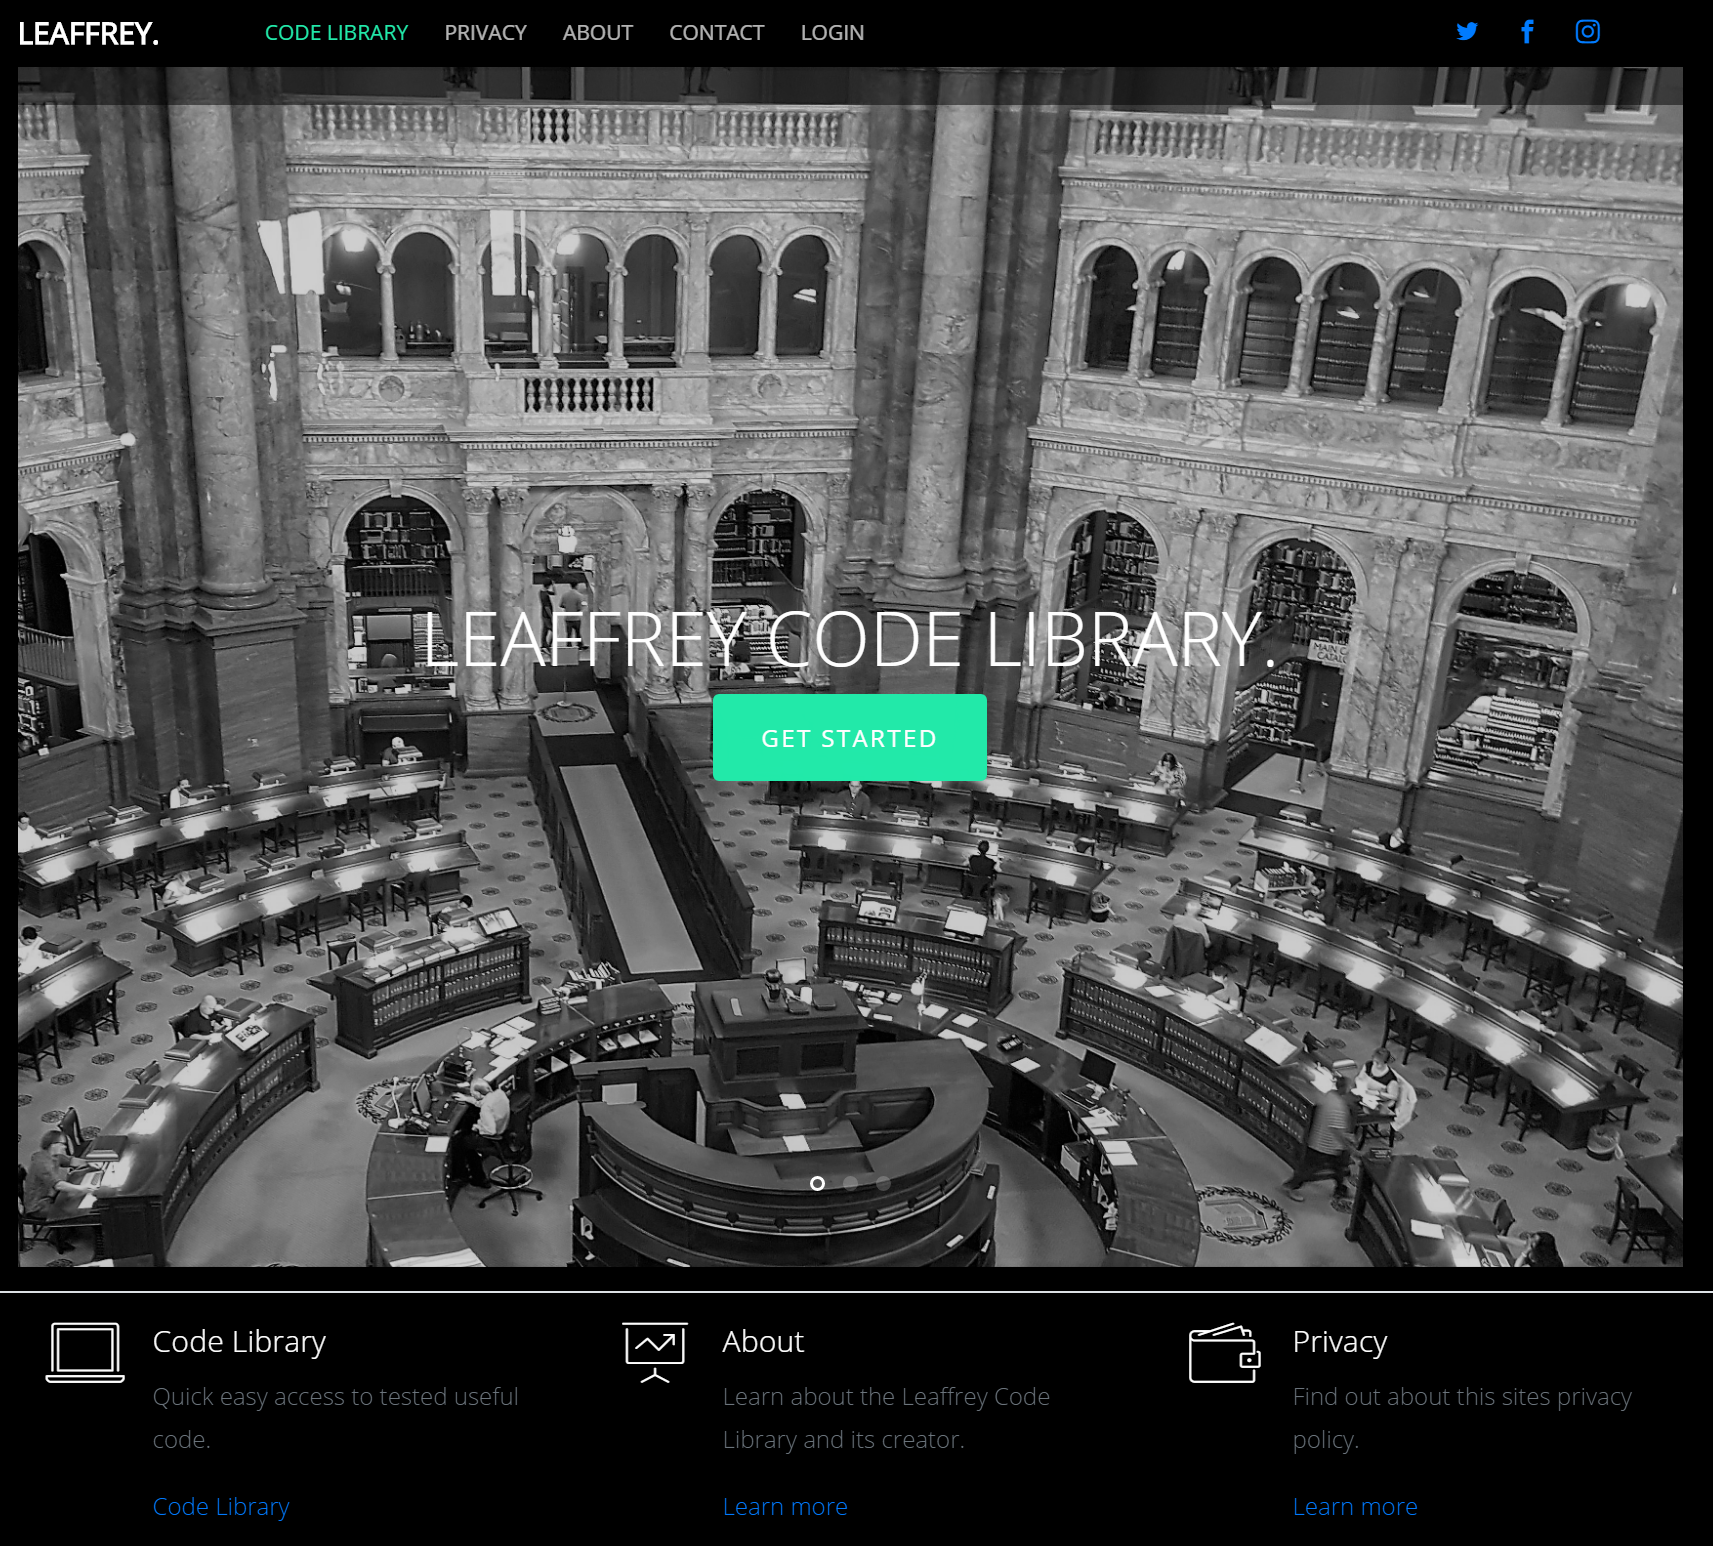 LEAFFREY.
CODE LIBRARY PRIVACY ABOUT CONTACT LOGIN
MAIN
CATALOG
LEAFFREY CODE LIBRARY.
GET STARTED
Code Library
Quick easy access to tested useful
code.
Code Library
About
Learn about the Leaffrey Code
Library and its creator.
Learn more
Privacy
Find out about this sites privacy
policy.
Learn more